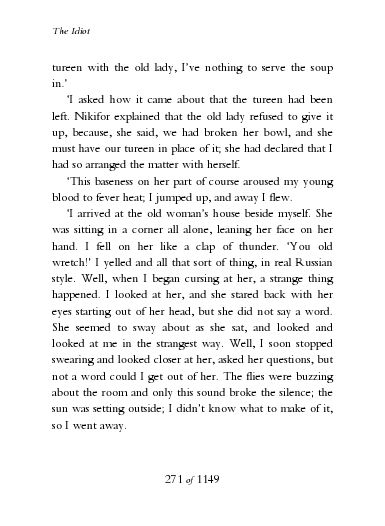 The Idiot
tureen with the old lady, I’ve nothing to serve the soup
in.’
‘I asked how it came about that the tureen had been
left. Nikifor explained that the old lady refused to give it
up, because, she said, we had broken her bowl, and she
must have our tureen in place of it; she had declared that I
had so arranged the matter with herself.
‘This baseness on her part of course aroused my young
blood to fever heat; I jumped up, and away I flew.
‘I arrived at the old woman’s house beside myself. She
was sitting in a corner all alone, leaning her face on her
hand. I fell on her like a clap of thunder. ‘You old
wretch!’ I yelled and all that sort of thing, in real Russian
style. Well, when I began cursing at her, a strange thing
happened. I looked at her, and she stared back with her
eyes starting out of her head, but she did not say a word.
She seemed to sway about as she sat, and looked and
looked at me in the strangest way. Well, I soon stopped
swearing and looked closer at her, asked her questions, but
not a word could I get out of her. The flies were buzzing
about the room and only this sound broke the silence; the
sun was setting outside; I didn’t know what to make of it,
so I went away.
271 of 1149